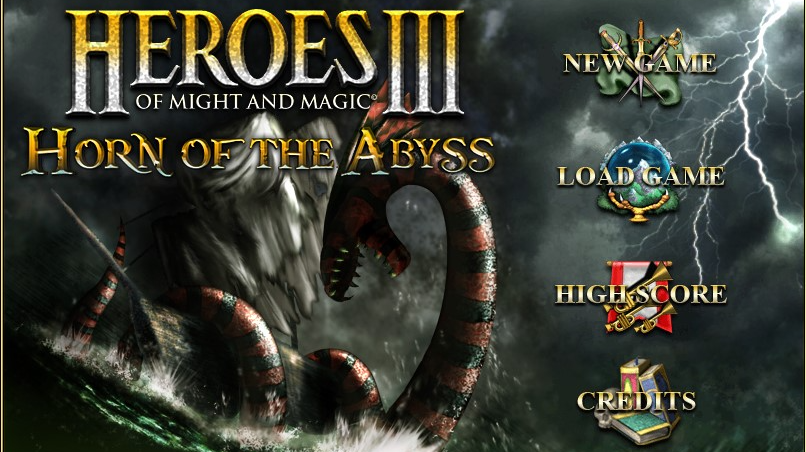 HEROES III
OF MIGHT AND MAGIC©
HORN OF THE ABYSS
NEW GAME
LOAD GAME
HIGH SCORE
CREDITS